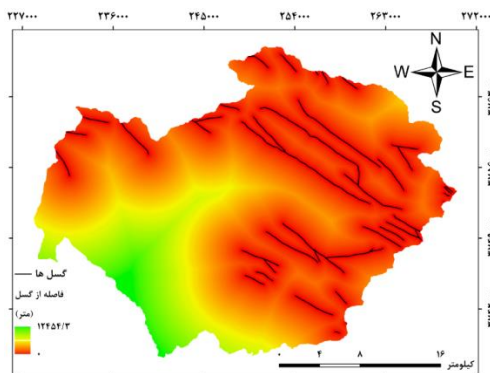 ۲۲۷۰۰۰ ۲۳۶۰۰۰ ۲۴۵۰۰۰ ۲۵۴۰۰۰ ۲۶۳۰۰۰ ۲۷۲۰۰۰
N
W E
S
گسل ها
فاصله از گسل
(متر)
۱۲۴۵۴/۳
۰
۰ ۴ ۸ ۱۶
کیلومتر